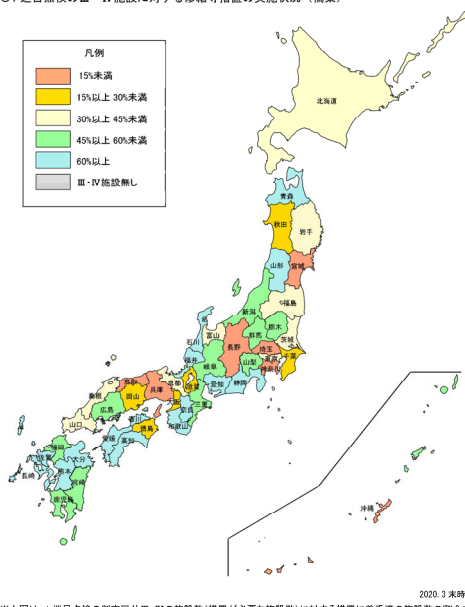 凡例
15%未満
15%以上 30%未満
30%以上 45%未満
45%以上 60%未満
60%以上
Ⅲ・Ⅳ施設無し
北海道
青森
秋田
岩手
山形
宮城
福島
新潟
栃木
群馬
茨城
富山
石川
福井
長野
埼玉
千葉
神奈川
山梨
岐阜
愛知
静岡
滋賀
三重
京都
奈良
和歌山
兵庫
鳥取
岡山
島根
広島
山口
香川
徳島
愛媛
高知
福岡
佐賀
大分
長崎
熊本
宮崎
鹿児島
沖縄
2020.3 末時